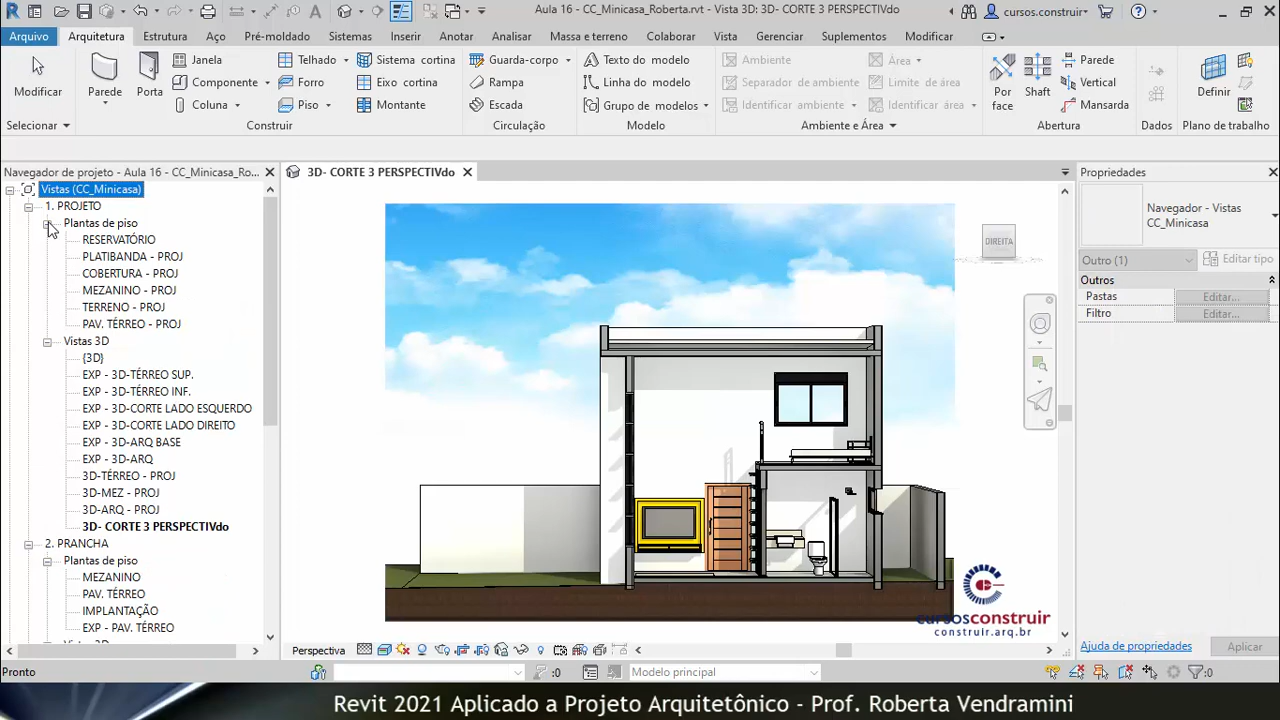 Aula 16 - CC_Minicasa_Roberta.rvt - Vista 3D: 3D- CORTE 3 PERSPECTIVdo
cursos.construir
Arquivo Arquitetura Estrutura Aço Pré-moldado Sistemas Inserir Anotar Analisar Massa e terreno Colaborar Vista Gerenciar Suplementos Modificar
Modificar
Selecionar
Parede
Porta
Janela
Componente
Coluna
Telhado
Forro
Piso
Sistema cortina
Eixo cortina
Montante
Construir
Guarda-corpo
Rampa
Escada
Circulação
Texto do modelo
Linha do modelo
Grupo de modelos
Modelo
Ambiente
Separador de ambiente
Identificar ambiente
Área
Limite de área
Identificar área
Ambiente e Área
Por face
Shaft
Parede
Vertical
Mansarda
Abertura
Dados
Definir
Plano de trabalho
Navegador de projeto - Aula 16 - CC_Minicasa_Ro...
Vistas (CC_Minicasa)
1. PROJETO
Plantas de piso
RESERVATÓRIO
PLATIBANDA - PROJ
COBERTURA - PROJ
MEZANINO - PROJ
TERRENO - PROJ
PAV. TÉRREO - PROJ
Vistas 3D
{3D}
EXP - 3D-TÉRREO SUP.
EXP - 3D-TÉRREO INF.
EXP - 3D-CORTE LADO ESQUERDO
EXP - 3D-CORTE LADO DIREITO
EXP - 3D-ARQ BASE
EXP - 3D-ARQ
3D-TÉRREO - PROJ
3D-MEZ - PROJ
3D-ARQ - PROJ
3D- CORTE 3 PERSPECTIVdo
2. PRANCHA
Plantas de piso
MEZANINO
PAV. TÉRREO
IMPLANTAÇÃO
EXP - PAV. TÉRREO
3D- CORTE 3 PERSPECTIVdo
DIREITA
cursosconstruir
construir.arq.br
Perspectiva
Propriedades
Navegador - Vistas
CC_Minicasa
Outro (1)
Editar tipo
Outros
Pastas Editar...
Filtro Editar...
Ajuda de propriedades
Aplicar
Pronto
:0
Modelo principal
:0
Revit 2021 Aplicado a Projeto Arquitetônico - Prof. Roberta Vendramini